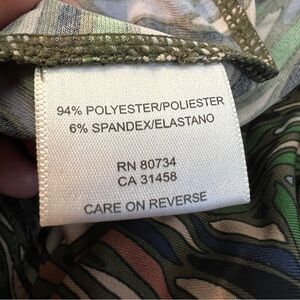 94% POLYESTER/POLIESTER
6% SPANDEX/ELASTANO
RN 80734
CA 31458
CARE ON REVERSE